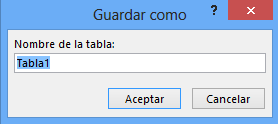 Guardar como
? ×
Nombre de la tabla:
Tabla1
Aceptar Cancelar